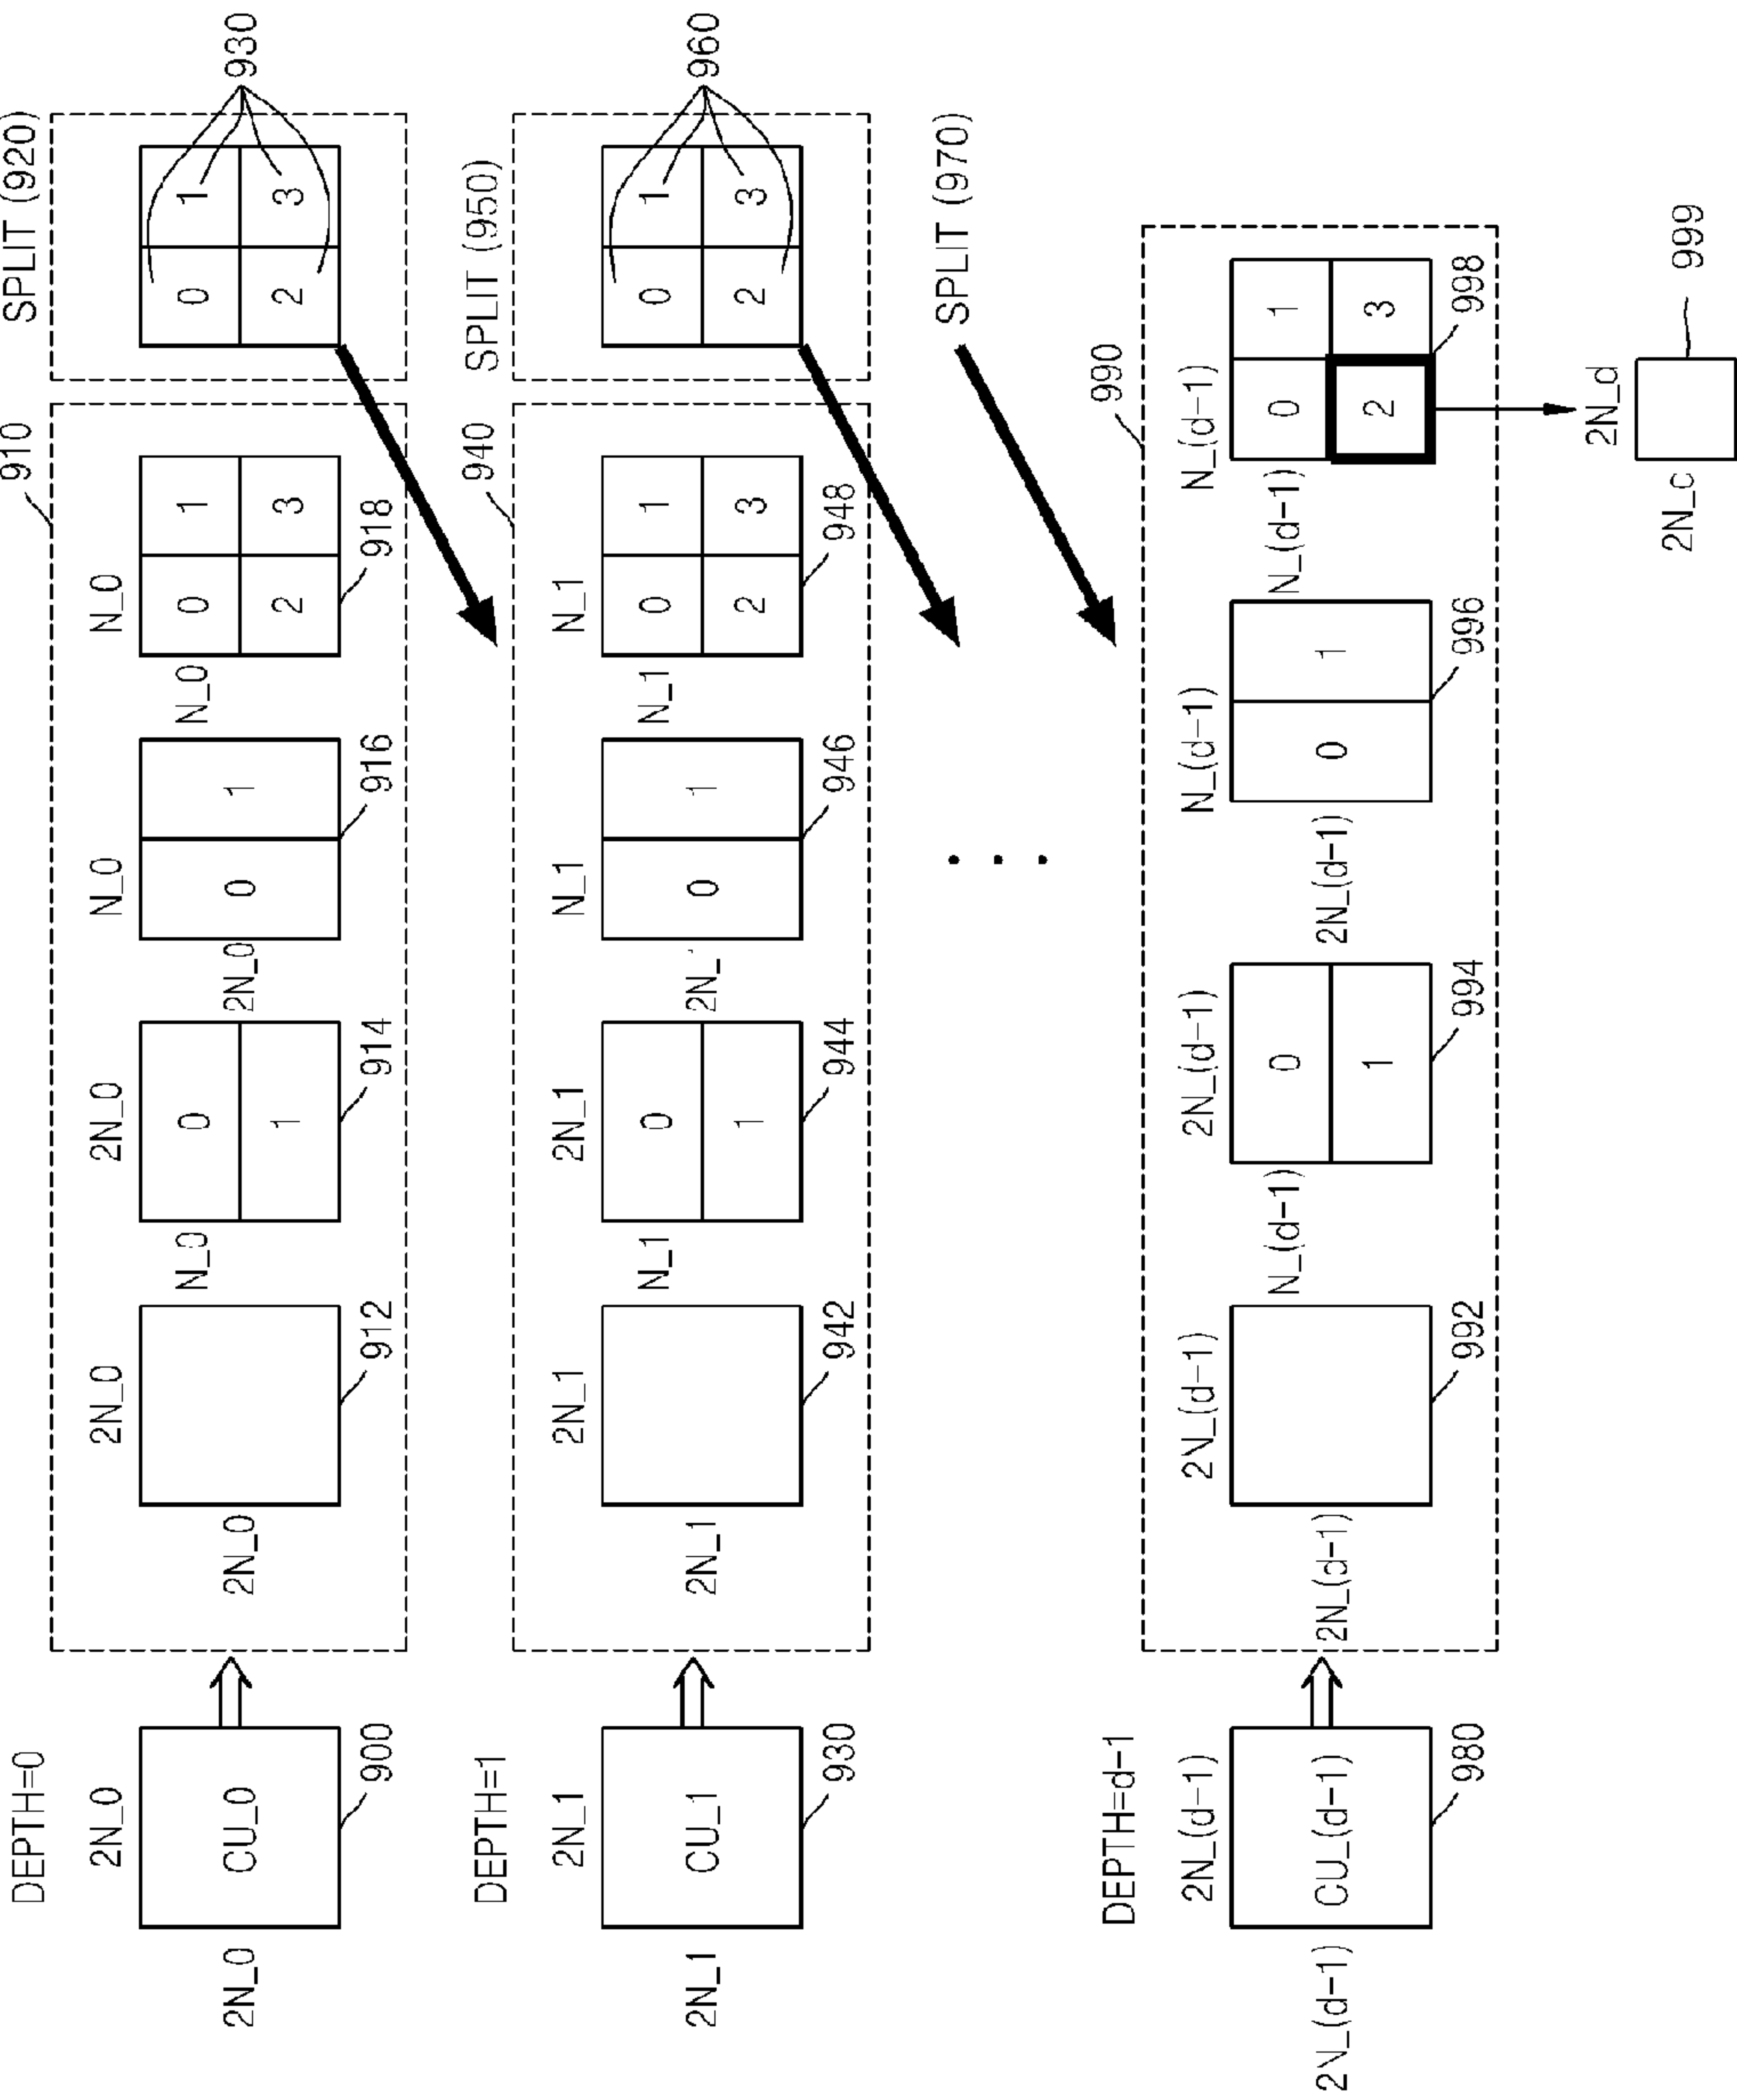 DEPTH=0
SPLIT (920)
910
2N_0
2N_0
2N_0
N_0
N_0
930
2N_0
CU_0
900
2N_0
912
N_0
0
1
914
2N_0
0
1
916
N_0
0
1
2
3
918
0
1
2
3
DEPTH=1
SPLIT (950)
940
2N_1
2N_1
2N_1
N_1
N_1
960
2N_1
CU_1
930
2N_1
942
N_1
0
1
944
0
1
946
N_1
0
1
2
3
948
0
1
2
3
SPLIT (970)
. . .
DEPTH=d-1
990
2N_(d-1)
2N_(d-1)
2N_(d-1)
N_(d-1)
N_(d-1)
2N_(d-1)
CU_(d-1)
980
2N_(d-1)
992
N_(d-1)
0
1
994
2N_(d-1)
0
1
996
N_(d-1)
0
1
2
3
998
2N_d
2N_c
999